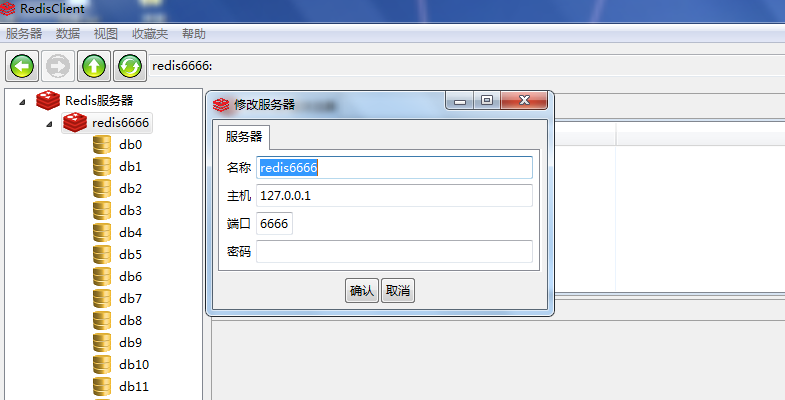 RedisClient
服务器 数据 视图 收藏夹 帮助
redis6666:
Redis服务器
redis6666
db0
db1
db2
db3
db4
db5
db6
db7
db8
db9
db10
db11
修改服务器
服务器
名称 redis6666
主机 127.0.0.1
端口 6666
密码
确认 取消